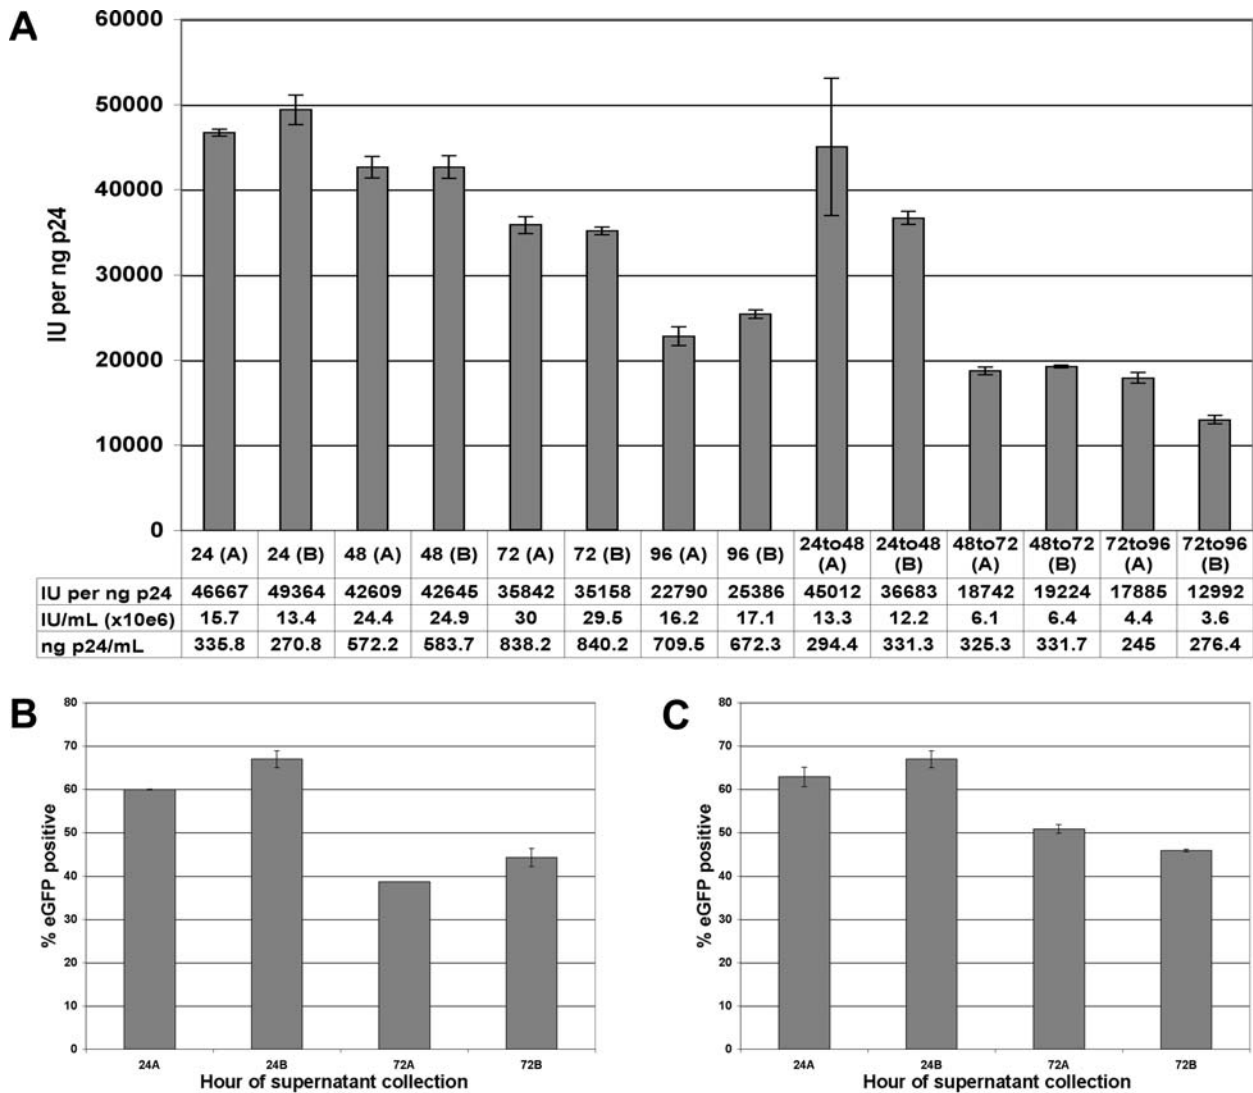 A
60000
50000
40000
30000
20000
10000
0
IU per ng p24
24 (A) 24 (B) 48 (A) 48 (B) 72 (A) 72 (B) 96 (A) 96 (B) 24to48 (A) 24to48 (B) 48to72 (A) 48to72 (B) 72to96 (A) 72to96 (B)
IU per ng p24 46667 49364 42609 42645 35842 35158 22790 25386 45012 36683 18742 19224 17885 12992
IU/mL (x10e6) 15.7 13.4 24.4 24.9 30 29.5 16.2 17.1 13.3 12.2 6.1 6.4 4.4 3.6
ng p24/mL 335.8 270.8 572.2 583.7 838.2 840.2 709.5 672.3 294.4 331.3 325.3 331.7 245 276.4
B
80
70
60
50
40
30
20
10
0
% eGFP positive
24A 24B 72A 72B
Hour of supernatant collection
C
80
70
60
50
40
30
20
10
0
% eGFP positive
24A 24B 72A 72B
Hour of supernatant collection